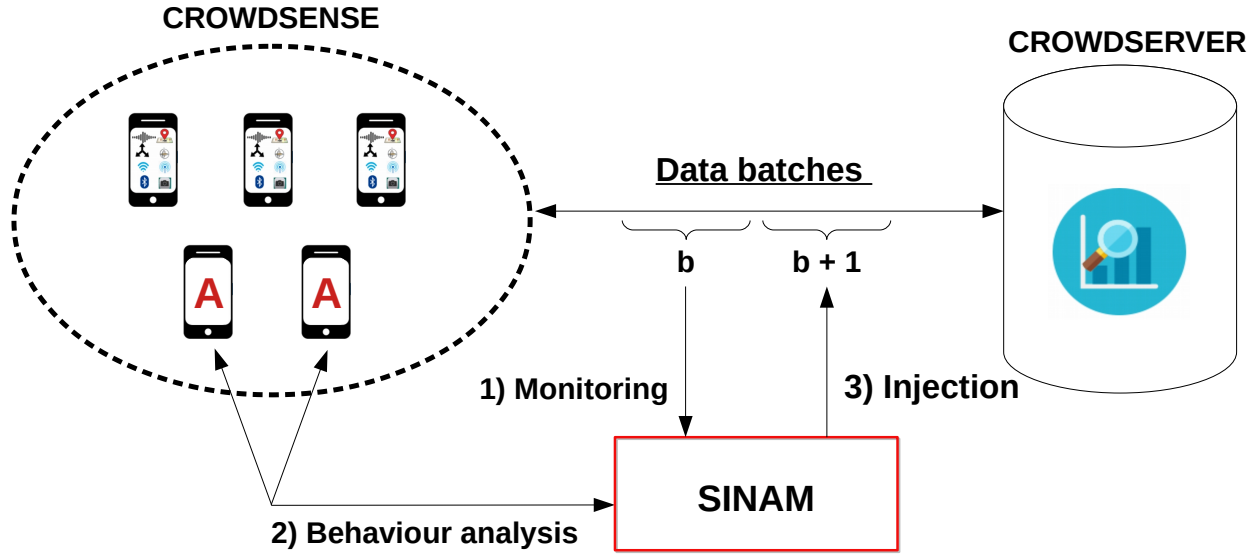 CROWDSENSE
CROWDSERVER
Data batches
b
b + 1
A
A
1) Monitoring
3) Injection
SINAM
2) Behaviour analysis